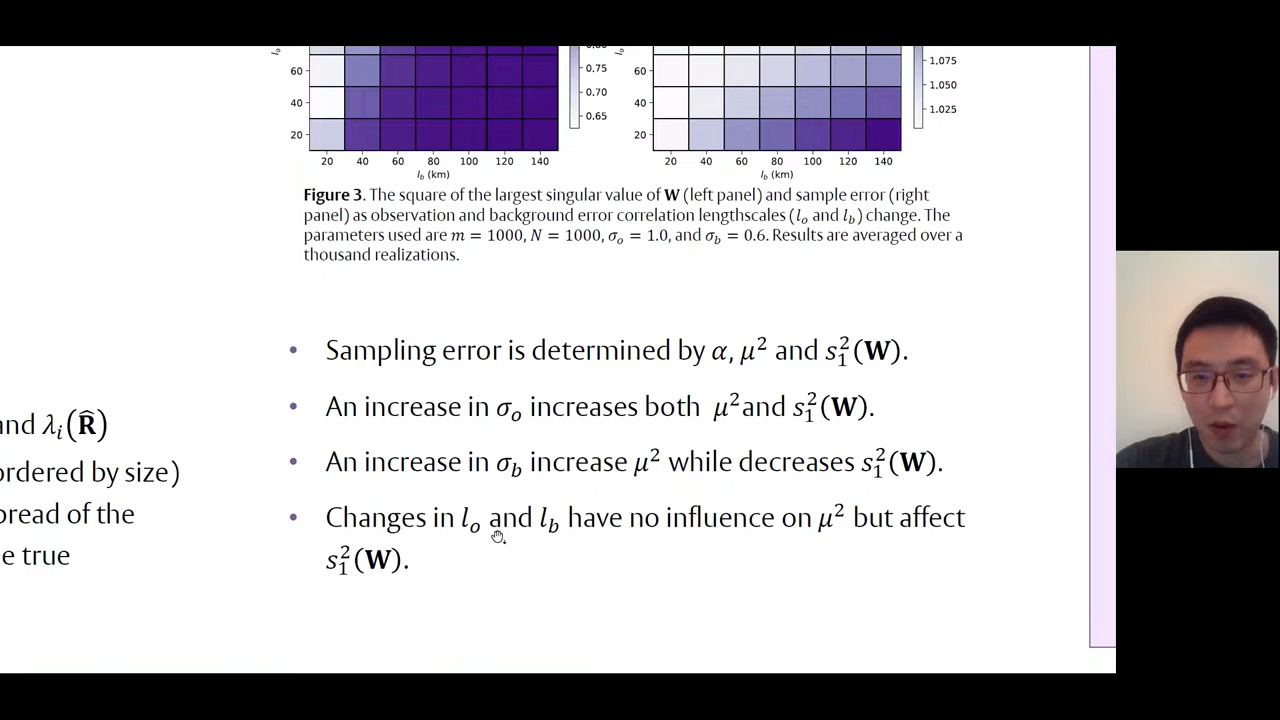 l_o
60
40
20
20 40 60 80 100 120 140
l_b (km)
0.75
0.70
0.65
l_o
60
40
20
20 40 60 80 100 120 140
l_b (km)
1.075
1.050
1.025
Figure 3. The square of the largest singular value of W (left panel) and sample error (right
panel) as observation and background error correlation lengthscales (l_o and l_b) change. The
parameters used are m = 1000, N = 1000, σ_o = 1.0, and σ_b = 0.6. Results are averaged over a
thousand realizations.
and λ_i(R̂)
ordered by size)
of the
e true
• Sampling error is determined by α, μ² and s₁²(W).
• An increase in σ_o increases both μ²and s₁²(W).
• An increase in σ_b increase μ² while decreases s₁²(W).
• Changes in l_o and l_b have no influence on μ² but affect
s₁²(W).